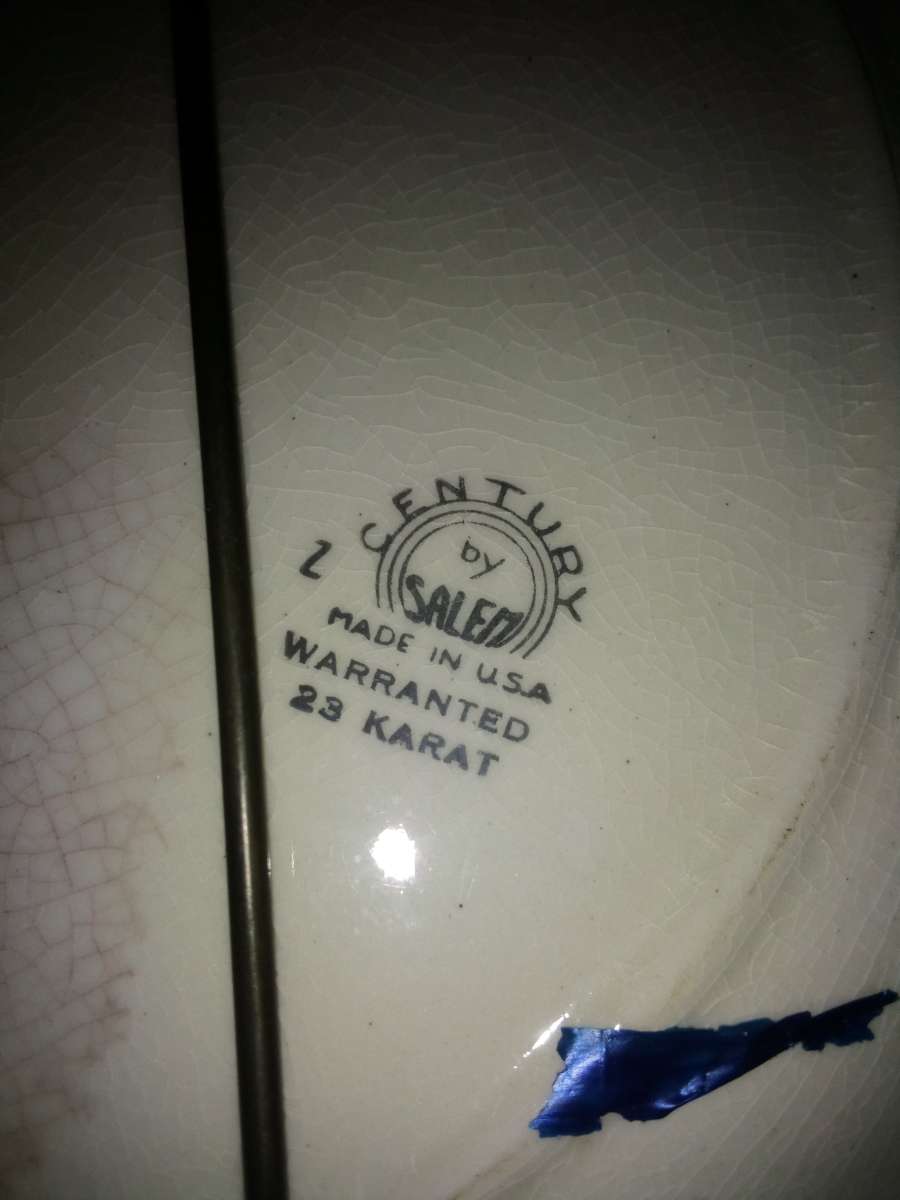 CENTURY
by
SALEM
Z
MADE IN U.S.A
WARRANTED
23 KARAT